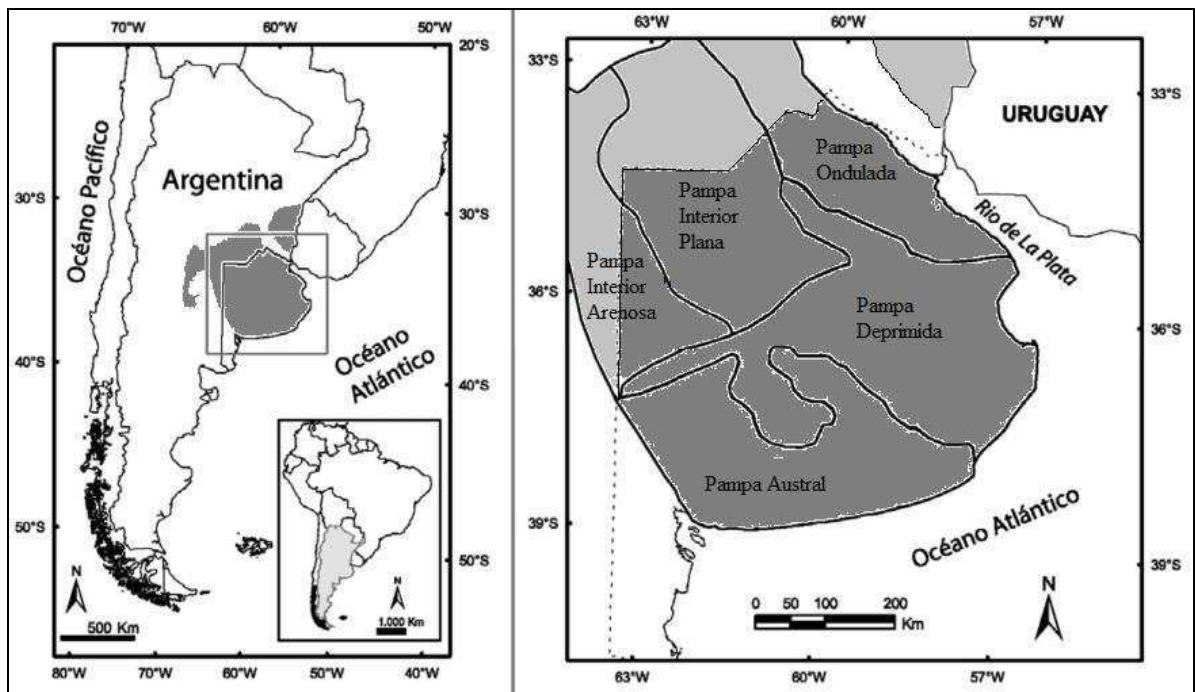 70°W
60°W
50°W
20°S
30°S
40°S
50°S
20°S
30°S
40°S
50°S
80°W
70°W
60°W
50°W
40°W
Océano Pacífico
Argentina
Océano
Atlántico
N
500 Km
N
1.000 Km
63°W
60°W
57°W
33°S
36°S
39°S
33°S
36°S
39°S
63°W
60°W
57°W
URUGUAY
Pampa
Ondulada
Pampa
Interior
Plana
Río de La Plata
Pampa
Interior
Arenosa
Pampa
Deprimida
Pampa Austral
Océano Atlántico
N
0 50 100 200
Km